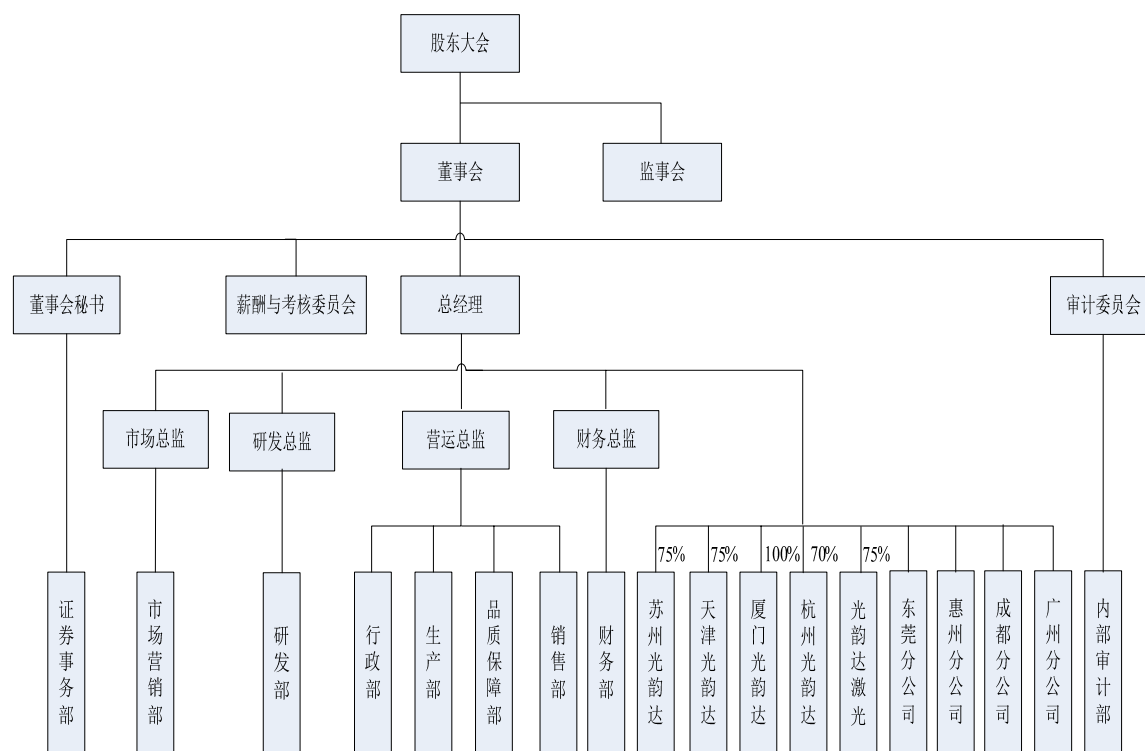 股东大会
董事会
监事会
董事会秘书
薪酬与考核委员会
总经理
审计委员会
市场总监
研发总监
营运总监
财务总监
75%
75%
100%
70%
75%
证券事务部
市场营销部
研发部
行政部
生产部
品质保障部
销售部
财务部
苏州光韵达
天津光韵达
厦门光韵达
杭州光韵达
光韵达激光
东莞分公司
惠州分公司
成都分公司
广州分公司
内部审计部